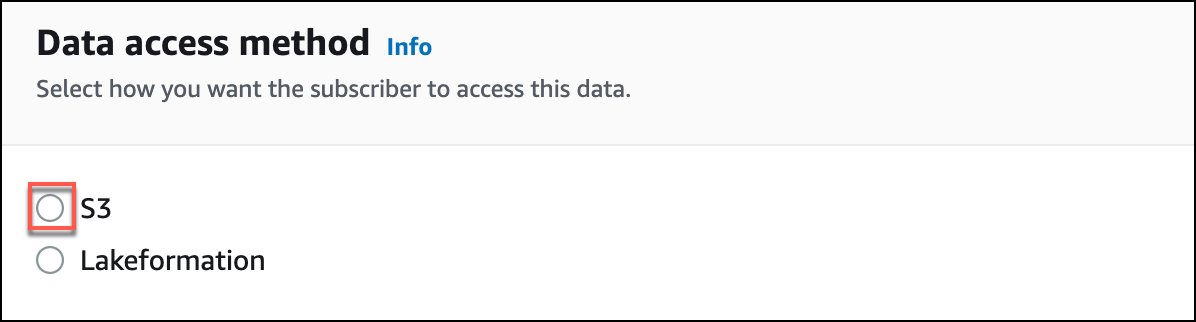 Data access method Info
Select how you want the subscriber to access this data.
S3
Lakeformation